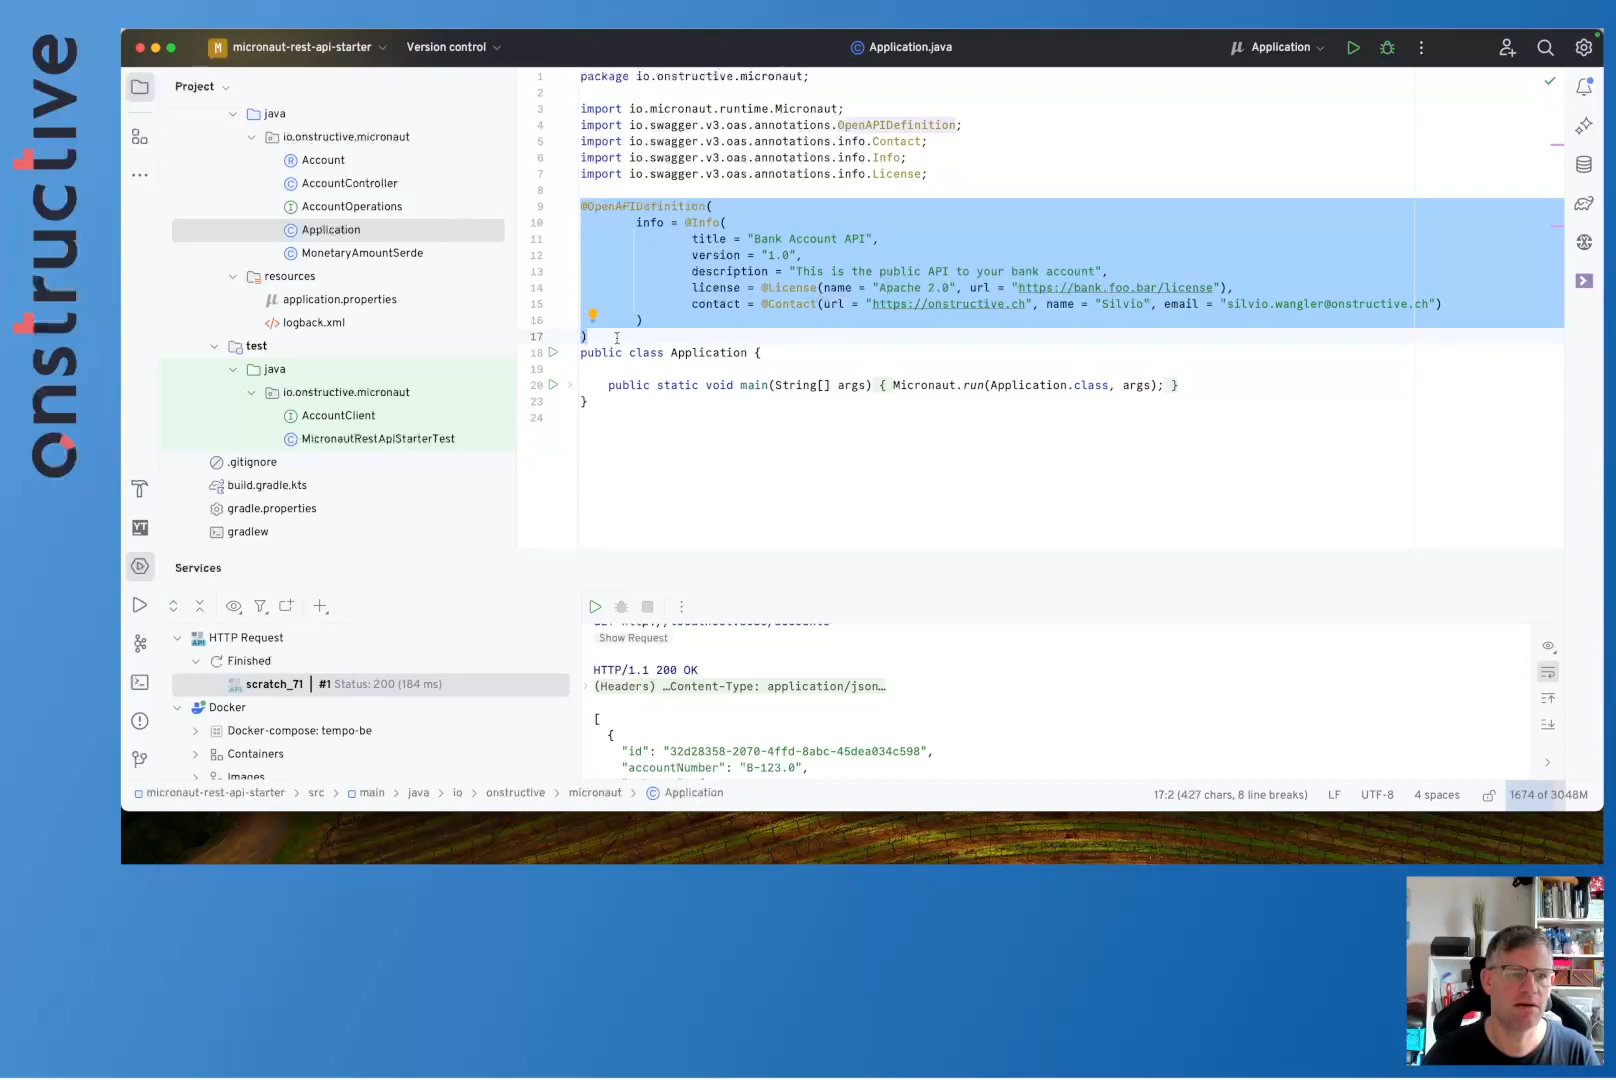 onstructive
M micronaut-rest-api-starter
Version control
Application.java
Application
Project
java
io.onstructive.micronaut
Account
AccountController
AccountOperations
Application
MonetaryAmountSerde
resources
application.properties
logback.xml
test
java
io.onstructive.micronaut
AccountClient
MicronautRestApiStarterTest
.gitignore
build.gradle.kts
gradle.properties
gradlew
1 package io.onstructive.micronaut;
2
3 import io.micronaut.runtime.Micronaut;
4 import io.swagger.v3.oas.annotations.OpenAPIDefinition;
5 import io.swagger.v3.oas.annotations.info.Contact;
6 import io.swagger.v3.oas.annotations.info.Info;
7 import io.swagger.v3.oas.annotations.info.License;
8
9 @OpenAPIDefinition(
10 info = @Info(
11 title = "Bank Account API",
12 version = "1.0",
13 description = "This is the public API to your bank account",
14 license = @License(name = "Apache 2.0", url = "https://bank.foo.bar/license"),
15 contact = @Contact(url = "https://onstructive.ch", name = "Silvio", email = "silvio.wangler@onstructive.ch")
16 )
17 )
18 public class Application {
19
20 public static void main(String[] args) { Micronaut.run(Application.class, args); }
23 }
24
YT
Services
HTTP Request
Finished
scratch_71 | #1 Status: 200 (184 ms)
Docker
Docker-compose: tempo-be
Containers
Images
Show Request
HTTP/1.1 200 OK
(Headers) …Content-Type: application/json…
[
{
"id": "32d28358-2070-4ffd-8abc-45dea034c598",
"accountNumber": "B-123.0",
micronaut-rest-api-starter > src > main > java > io > onstructive > micronaut > Application
17:2 (427 chars, 8 line breaks) LF UTF-8 4 spaces 1674 of 3048M